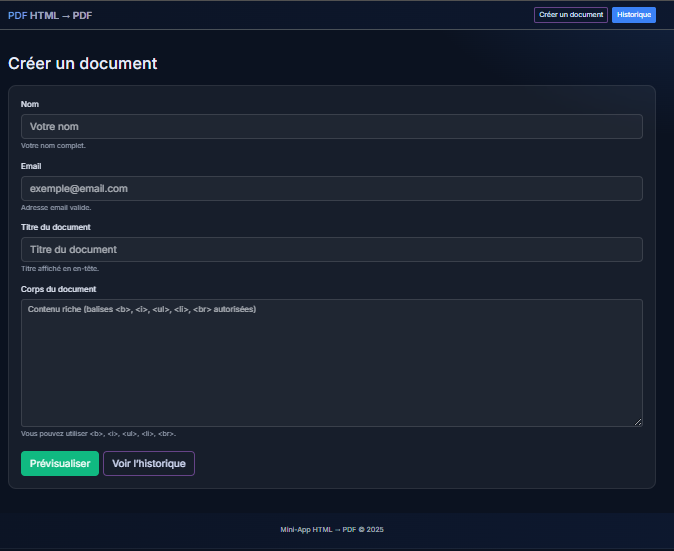 PDF HTML → PDF
Créer un document
Historique
Créer un document
Nom
Votre nom
Votre nom complet.
Email
exemple@email.com
Adresse email valide.
Titre du document
Titre du document
Titre affiché en en-tête.
Corps du document
Contenu riche (balises <b>, <i>, <ul>, <li>, <br> autorisées)
Vous pouvez utiliser <b>, <i>, <ul>, <li>, <br>.
Prévisualiser
Voir l'historique
Mini-App HTML → PDF © 2025